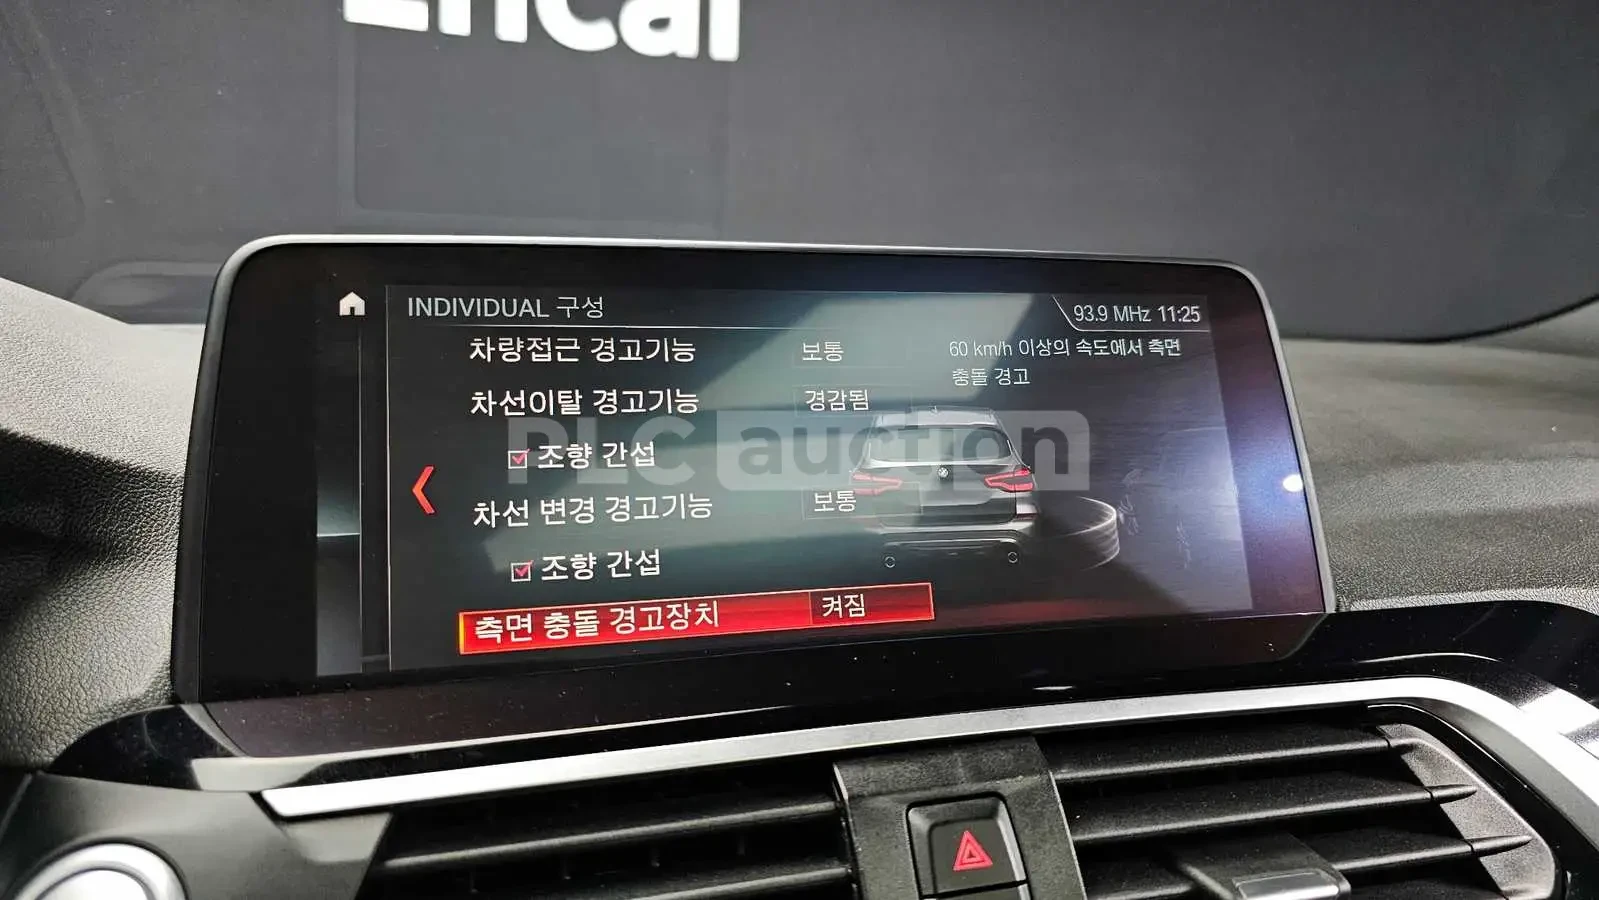 Encar
INDIVIDUAL 구성
93.9 MHz 11:25
차량접근 경고기능 보통
60 km/h 이상의 속도에서 측면
충돌 경고
차선이탈 경고기능 경감됨
조향 간섭
PLC auction
차선 변경 경고기능 보통
조향 간섭
측면 충돌 경고장치 켜짐